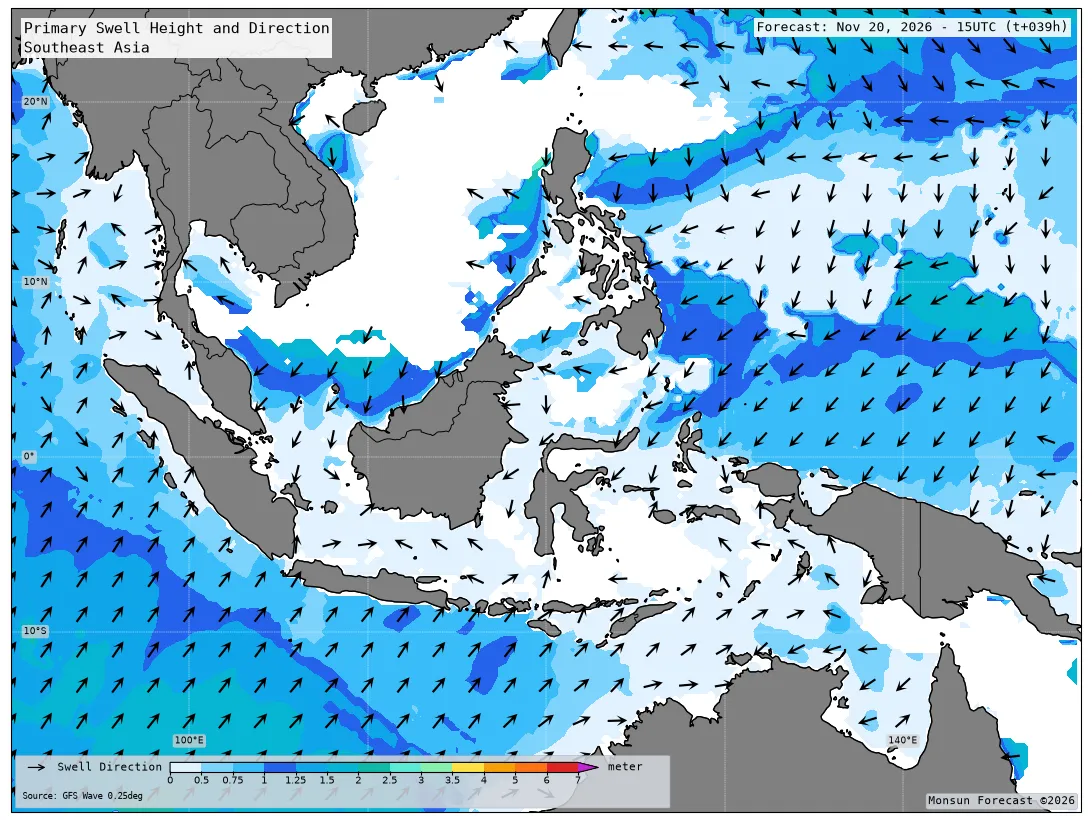 Primary Swell Height and Direction
Southeast Asia
Forecast: Nov 20, 2026 - 15UTC (t+039h)
20°N
10°N
0°
10°S
100°E
140°E
Swell Direction
0 0.5 0.75 1 1.25 1.5 2 2.5 3 3.5 4 5 6 7
meter
Source: GFS Wave 0.25deg
Monsun Forecast ©2026